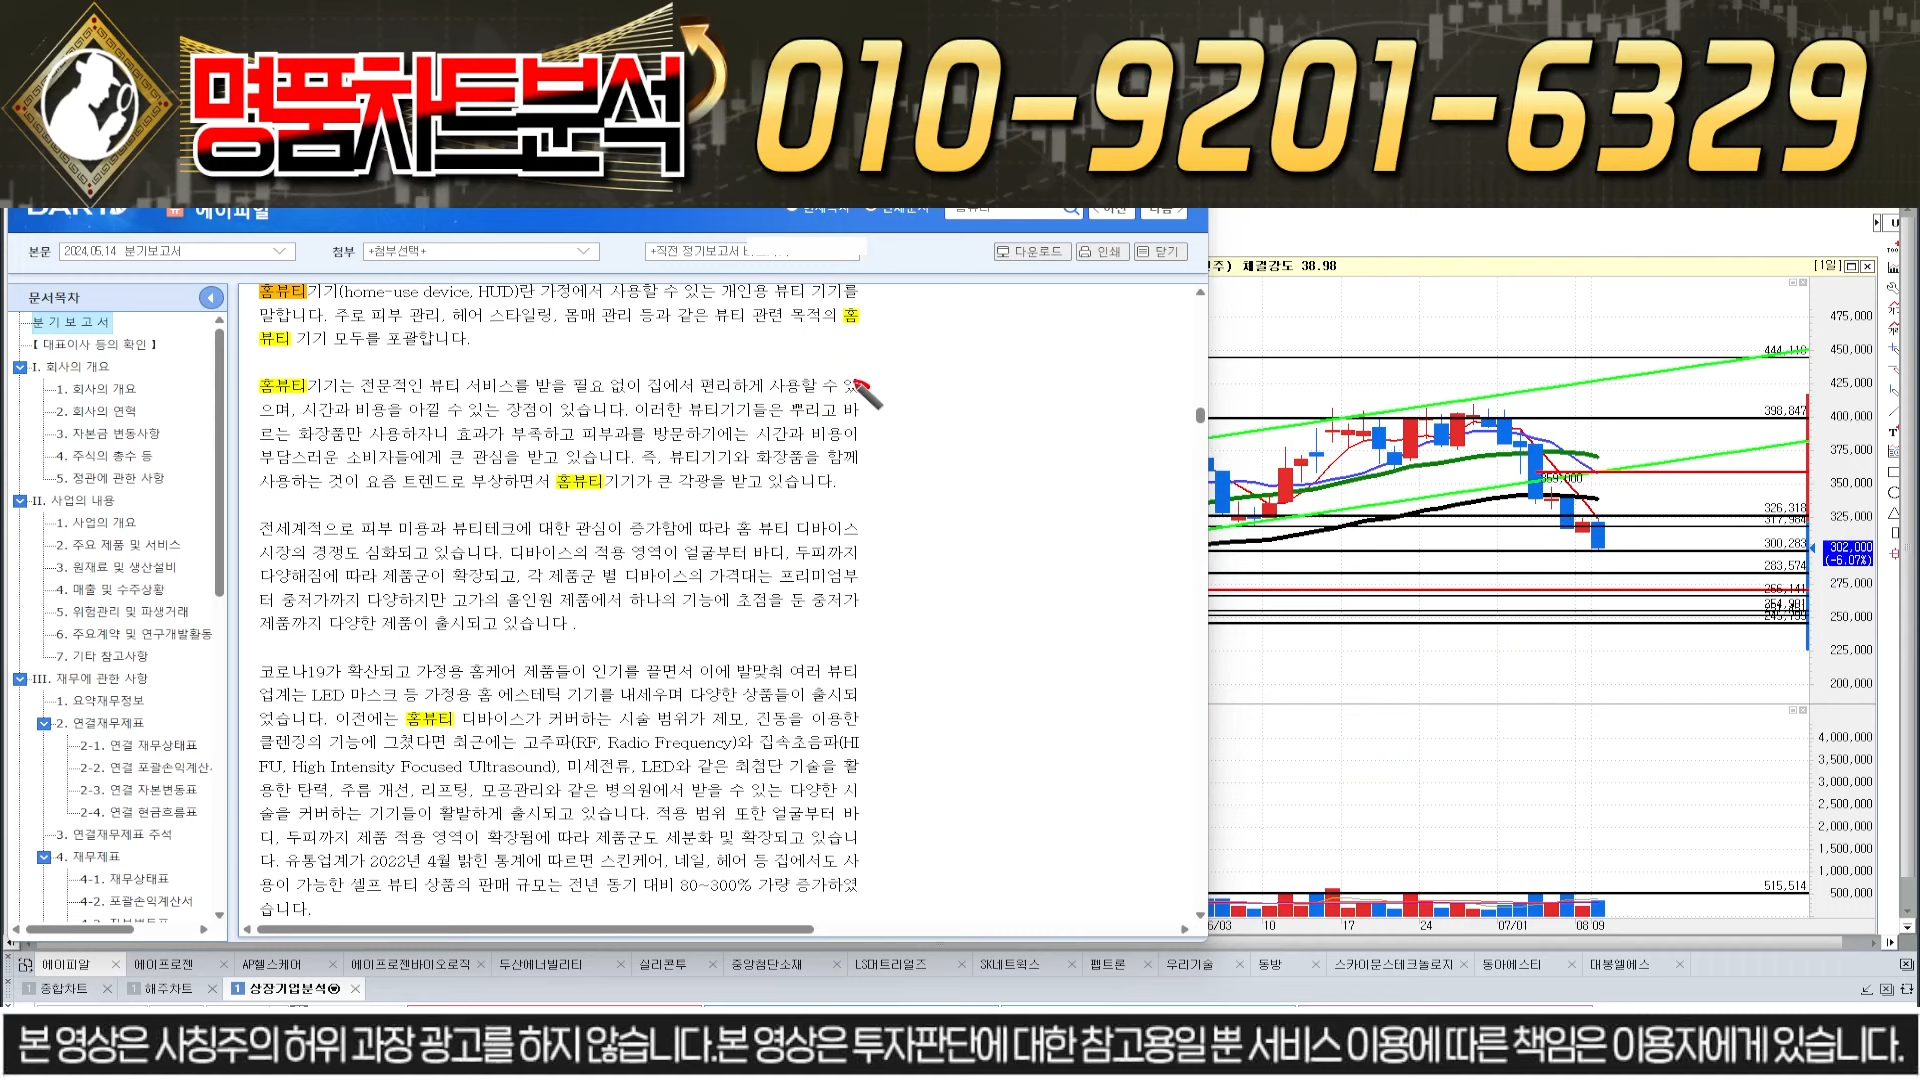 명품차트분석
010-9201-6329
에이피알
본문 2024.05.14 분기보고서 첨부 +첨부선택+ +직전 정기보고서 다운로드 인쇄 닫기
문서목차
분 기 보 고 서
【 대표이사 등의 확인 】
I. 회사의 개요
1. 회사의 개요
2. 회사의 연혁
3. 자본금 변동사항
4. 주식의 총수 등
5. 정관에 관한 사항
II. 사업의 내용
1. 사업의 개요
2. 주요 제품 및 서비스
3. 원재료 및 생산설비
4. 매출 및 수주상황
5. 위험관리 및 파생거래
6. 주요계약 및 연구개발활동
7. 기타 참고사항
III. 재무에 관한 사항
1. 요약재무정보
2. 연결재무제표
2-1. 연결 재무상태표
2-2. 연결 포괄손익계산
2-3. 연결 자본변동표
2-4. 연결 현금흐름표
3. 연결재무제표 주석
4. 재무제표
4-1. 재무상태표
4-2. 포괄손익계산서
홈뷰티기기(home-use device, HUD)란 가정에서 사용할 수 있는 개인용 뷰티 기기를
말합니다. 주로 피부 관리, 헤어 스타일링, 몸매 관리 등과 같은 뷰티 관련 목적의 홈
뷰티 기기 모두를 포괄합니다.
홈뷰티기기는 전문적인 뷰티 서비스를 받을 필요 없이 집에서 편리하게 사용할 수 있
으며, 시간과 비용을 아낄 수 있는 장점이 있습니다. 이러한 뷰티기기들은 뿌리고 바
르는 화장품만 사용하자니 효과가 부족하고 피부과를 방문하기에는 시간과 비용이
부담스러운 소비자들에게 큰 관심을 받고 있습니다. 즉, 뷰티기기와 화장품을 함께
사용하는 것이 요즘 트렌드로 부상하면서 홈뷰티기기가 큰 각광을 받고 있습니다.
전세계적으로 피부 미용과 뷰티테크에 대한 관심이 증가함에 따라 홈 뷰티 디바이스
시장의 경쟁도 심화되고 있습니다. 디바이스의 적용 영역이 얼굴부터 바디, 두피까지
다양해짐에 따라 제품군이 확장되고, 각 제품군 별 디바이스의 가격대는 프리미엄부
터 중저가까지 다양하지만 고가의 올인원 제품에서 하나의 기능에 초점을 둔 중저가
제품까지 다양한 제품이 출시되고 있습니다 .
코로나19가 확산되고 가정용 홈케어 제품들이 인기를 끌면서 이에 발맞춰 여러 뷰티
업계는 LED 마스크 등 가정용 홈 에스테틱 기기를 내세우며 다양한 상품들이 출시되
었습니다. 이전에는 홈뷰티 디바이스가 커버하는 시술 범위가 제모, 진동을 이용한
클렌징의 기능에 그쳤다면 최근에는 고주파(RF, Radio Frequency)와 집속초음파(HI
FU, High Intensity Focused Ultrasound), 미세전류, LED와 같은 최첨단 기술을 활
용한 탄력, 주름 개선, 리프팅, 모공관리와 같은 병의원에서 받을 수 있는 다양한 시
술을 커버하는 기기들이 활발하게 출시되고 있습니다. 적용 범위 또한 얼굴부터 바
디, 두피까지 제품 적용 영역이 확장됨에 따라 제품군도 세분화 및 확장되고 있습니
다. 유통업계가 2022년 4월 밝힌 통계에 따르면 스킨케어, 네일, 헤어 등 집에서도 사
용이 가능한 셀프 뷰티 상품의 판매 규모는 전년 동기 대비 80~300% 가량 증가하였
습니다.
주) 체결강도 38.98 [1일]
475,000
444,110 450,000
425,000
398,847 400,000
375,000
359,000 350,000
326,318 325,000
317,984
300,283 302,000
(-6.07%)
283,574
275,000
250,000
225,000
200,000
4,000,000
3,500,000
3,000,000
2,500,000
2,000,000
1,500,000
1,000,000
515,514 500,000
6/03 10 17 24 07/01 08 09
에이피알 에이프로젠 AP헬스케어 에이프로젠바이오로직 두산에너빌리티 실리콘투 중앙첨단소재 LS머트리얼즈 SK네트웍스 펩트론 우리기술 동방 스카이문스테크놀로지 동아에스티 대봉엘에스
1 종합차트 1 해주차트 1 상장기업분석
본 영상은 사칭주의 허위 과장 광고를 하지 않습니다.본 영상은 투자판단에 대한 참고용일 뿐 서비스 이용에 따른 책임은 이용자에게 있습니다.